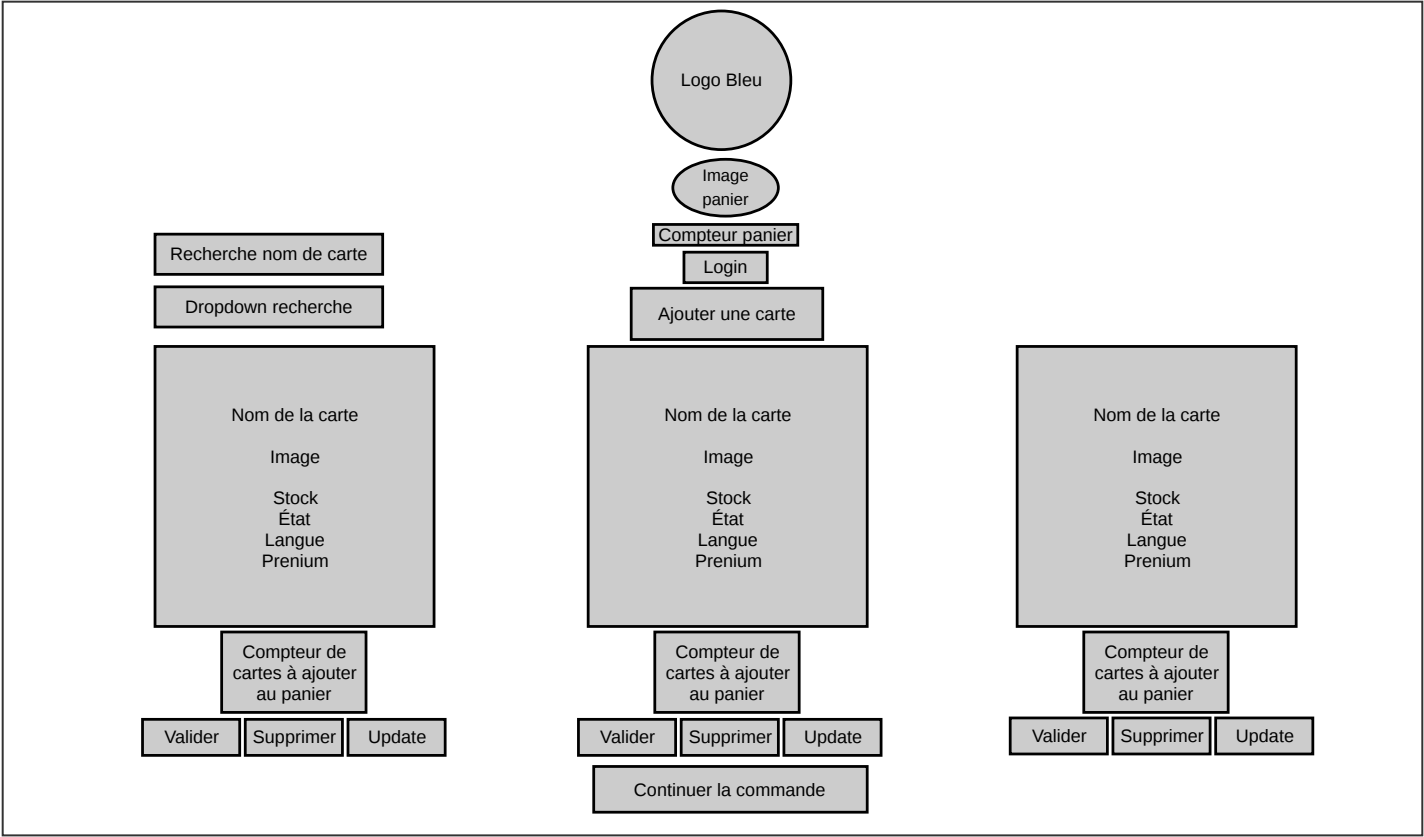 Logo Bleu
Image
panier
Compteur panier
Login
Ajouter une carte
Recherche nom de carte
Dropdown recherche
Nom de la carte
Image
Stock
État
Langue
Prenium
Compteur de
cartes à ajouter
au panier
Valider
Supprimer
Update
Nom de la carte
Image
Stock
État
Langue
Prenium
Compteur de
cartes à ajouter
au panier
Valider
Supprimer
Update
Nom de la carte
Image
Stock
État
Langue
Prenium
Compteur de
cartes à ajouter
au panier
Valider
Supprimer
Update
Continuer la commande